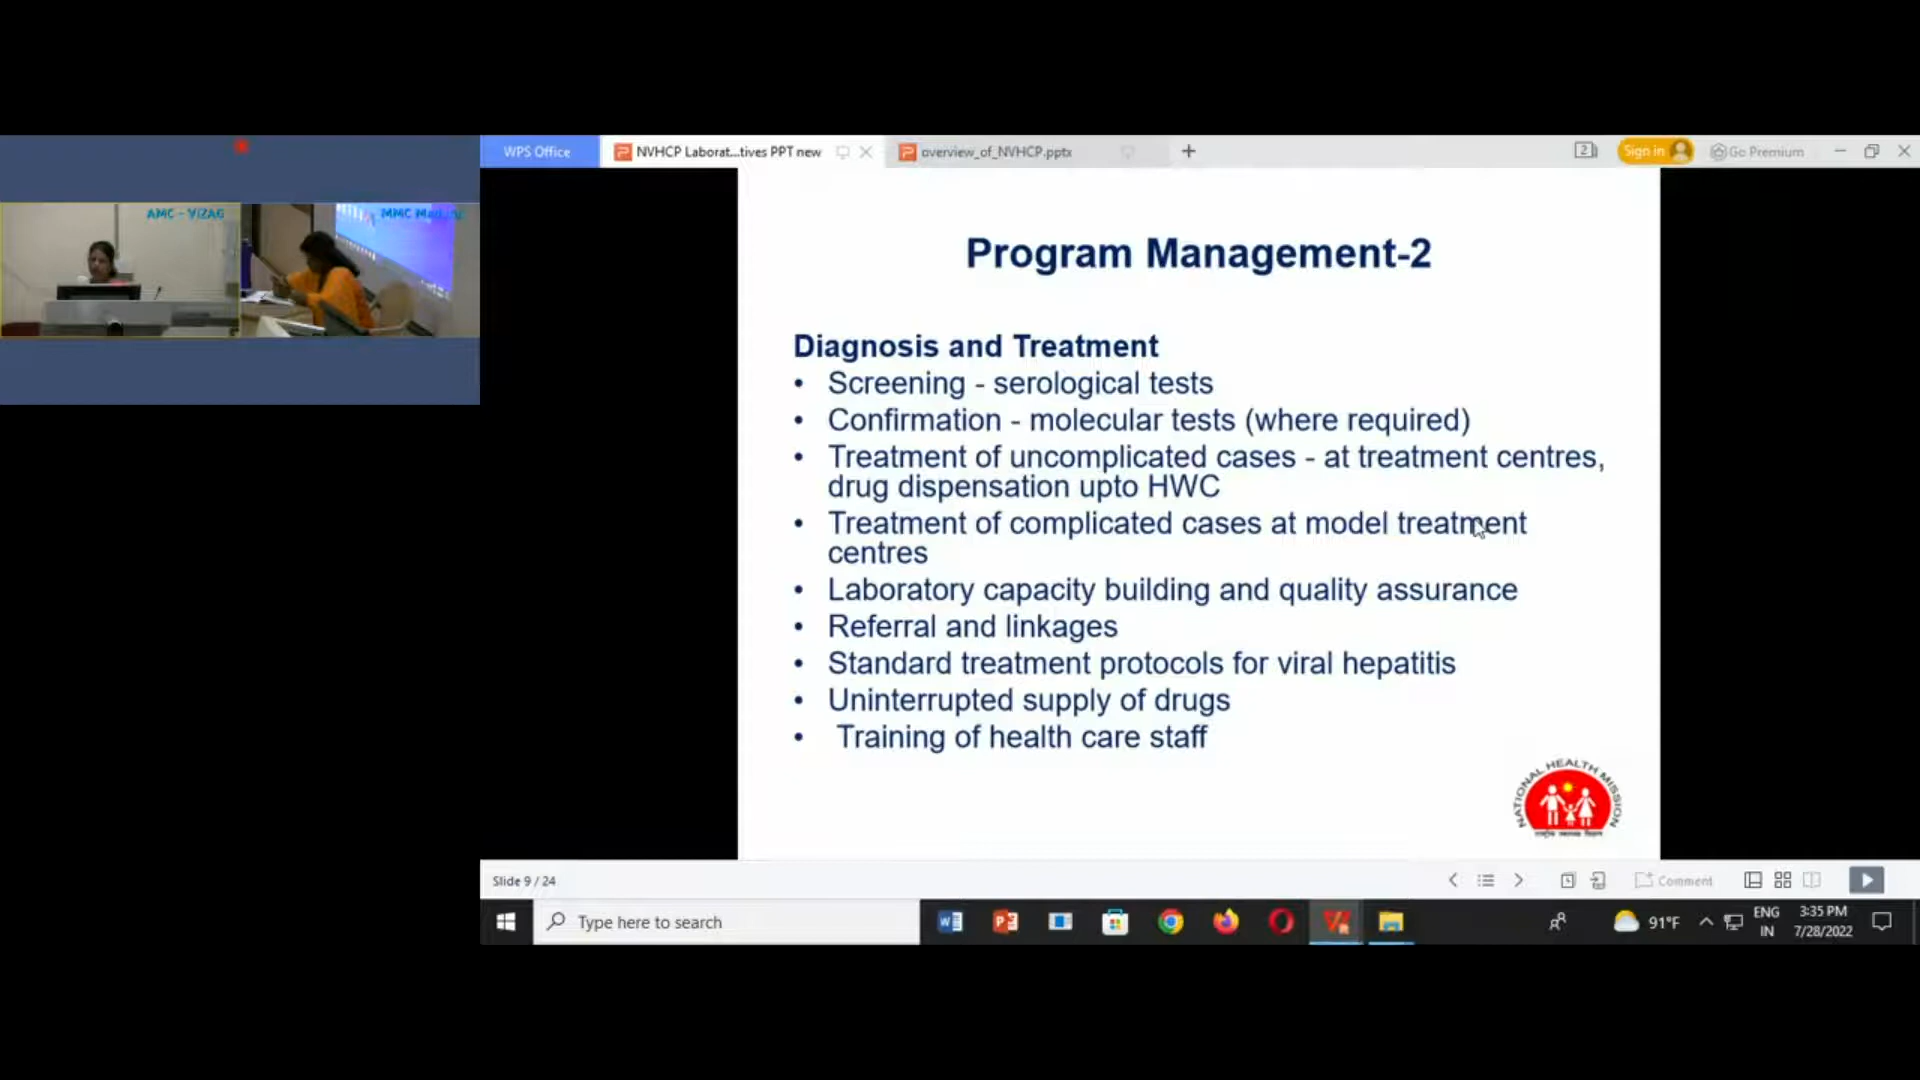 AMC - VIZAG
MMC
WPS Office
NVHCP Laborat...tives PPT new
overview_of_NVHCP.pptx
2
Sign in
Go Premium
Program Management-2
Diagnosis and Treatment
• Screening - serological tests
• Confirmation - molecular tests (where required)
• Treatment of uncomplicated cases - at treatment centres,
drug dispensation upto HWC
• Treatment of complicated cases at model treatment
centres
• Laboratory capacity building and quality assurance
• Referral and linkages
• Standard treatment protocols for viral hepatitis
• Uninterrupted supply of drugs
• Training of health care staff
NATIONAL HEALTH MISSION
Slide 9 / 24
Comment
Type here to search
91°F
ENG
IN
3:35 PM
7/28/2022